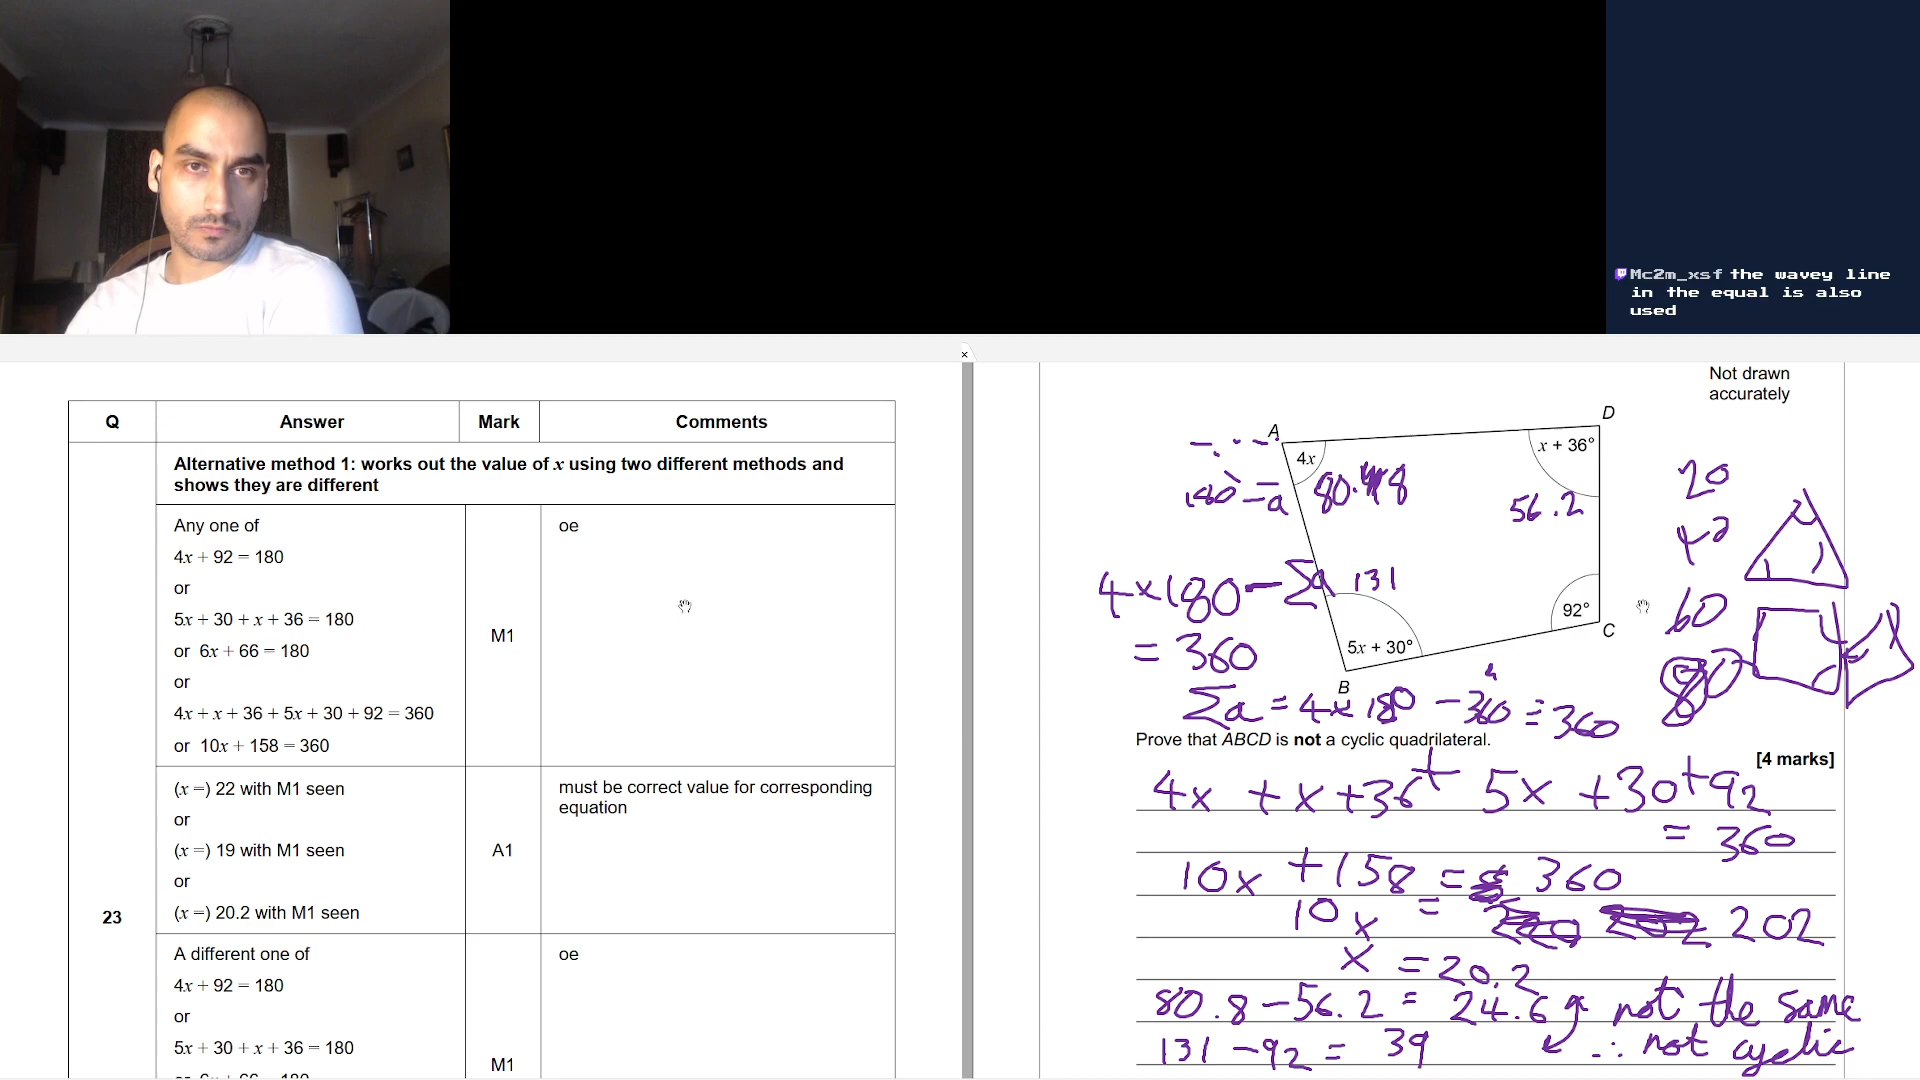 Mc2m_xsf the wavey line
in the equal is also
used
×
Q
Answer
Mark
Comments
Alternative method 1: works out the value of x using two different methods and
shows they are different
Any one of
4x + 92 = 180
or
5x + 30 + x + 36 = 180
or 6x + 66 = 180
or
4x + x + 36 + 5x + 30 + 92 = 360
or 10x + 158 = 360
M1
oe
(x =) 22 with M1 seen
or
(x =) 19 with M1 seen
or
(x =) 20.2 with M1 seen
A1
must be correct value for corresponding
equation
23
A different one of
4x + 92 = 180
or
5x + 30 + x + 36 = 180
or 6x + 66 = 180
M1
oe
Not drawn
accurately
A
D
4x
x + 36°
180 - a
80.8
56.2
20
4×180 - Σa
131
92°
60
C
= 360
5x + 30°
80
B
Σa = 4×180 - 360 = 360
Prove that ABCD is not a cyclic quadrilateral.
[4 marks]
4x + x + 36 + 5x + 30 + 92
= 360
10x + 158 = 360
10x = 202
x = 20.2
80.8 - 56.2 = 24.6 not the same
131 - 92 = 39 ∴ not cyclic